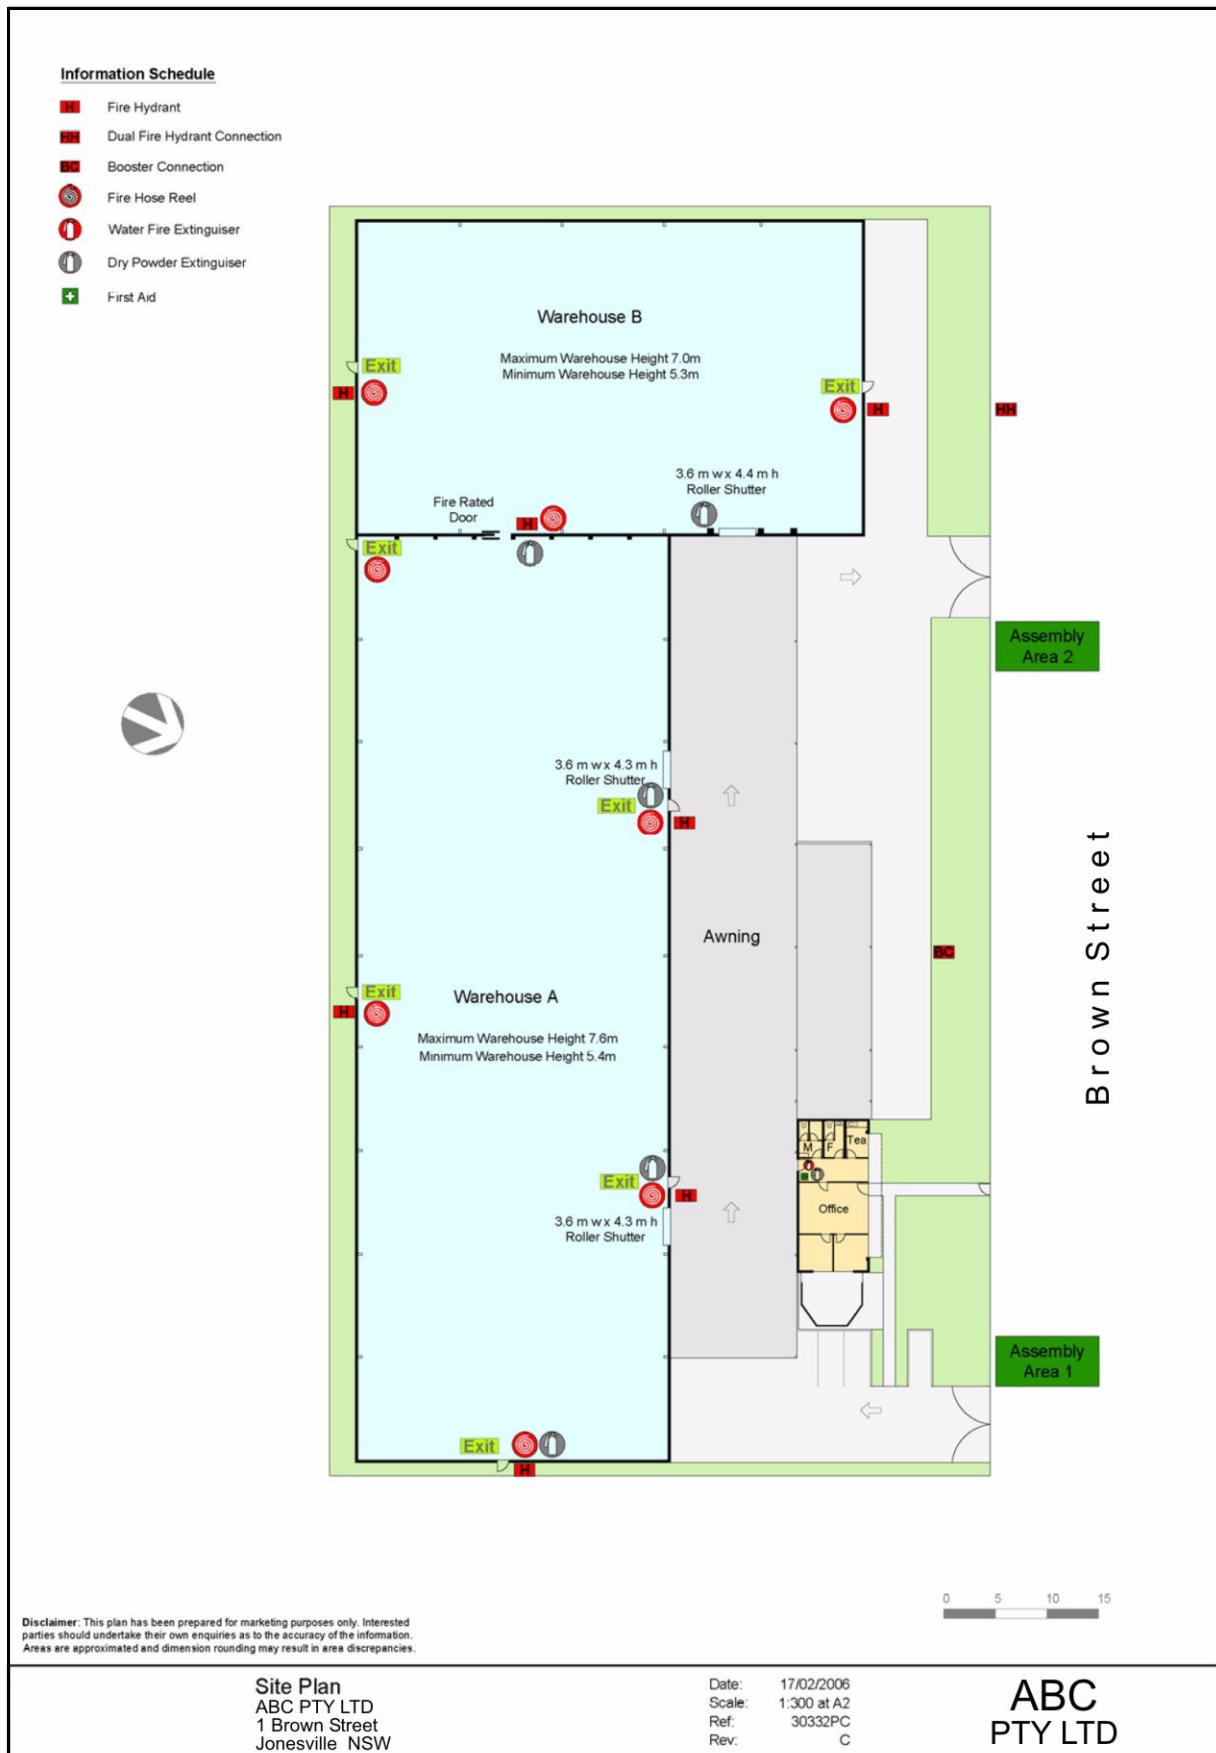 Information Schedule
H Fire Hydrant
HH Dual Fire Hydrant Connection
BC Booster Connection
Fire Hose Reel
Water Fire Extinguiser
Dry Powder Extinguiser
First Aid
Warehouse B
Maximum Warehouse Height 7.0m
Minimum Warehouse Height 5.3m
Exit
H
Exit
H
HH
3.6 m w x 4.4 m h
Roller Shutter
Fire Rated
Door
H
Exit
Assembly
Area 2
3.6 m w x 4.3 m h
Roller Shutter
Exit
H
Awning
Brown Street
BC
Exit
H
Warehouse A
Maximum Warehouse Height 7.6m
Minimum Warehouse Height 5.4m
M
F
Tea
Exit
H
Office
3.6 m w x 4.3 m h
Roller Shutter
Assembly
Area 1
Exit
H
0 5 10 15
Disclaimer: This plan has been prepared for marketing purposes only. Interested
parties should undertake their own enquiries as to the accuracy of the information.
Areas are approximated and dimension rounding may result in area discrepancies.
Site Plan
ABC PTY LTD
1 Brown Street
Jonesville NSW
Date: 17/02/2006
Scale: 1:300 at A2
Ref: 30332PC
Rev: C
ABC
PTY LTD